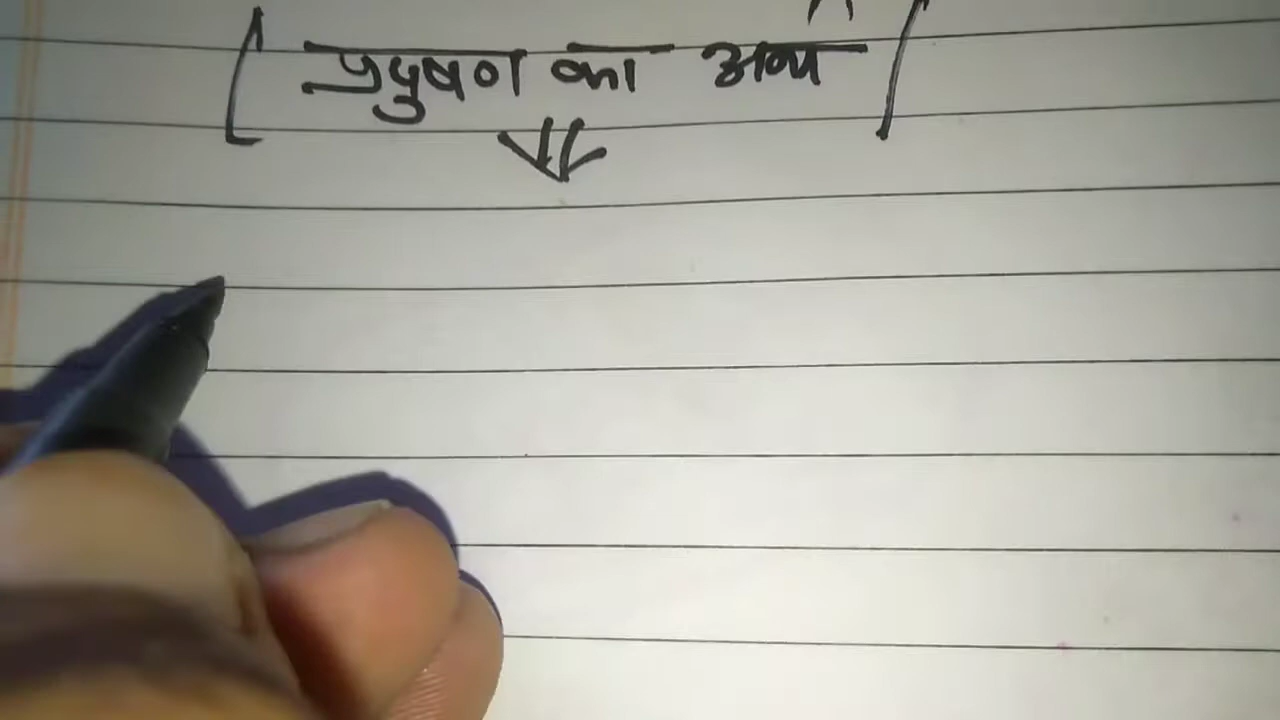 [ प्रदुषण का अर्थ ]